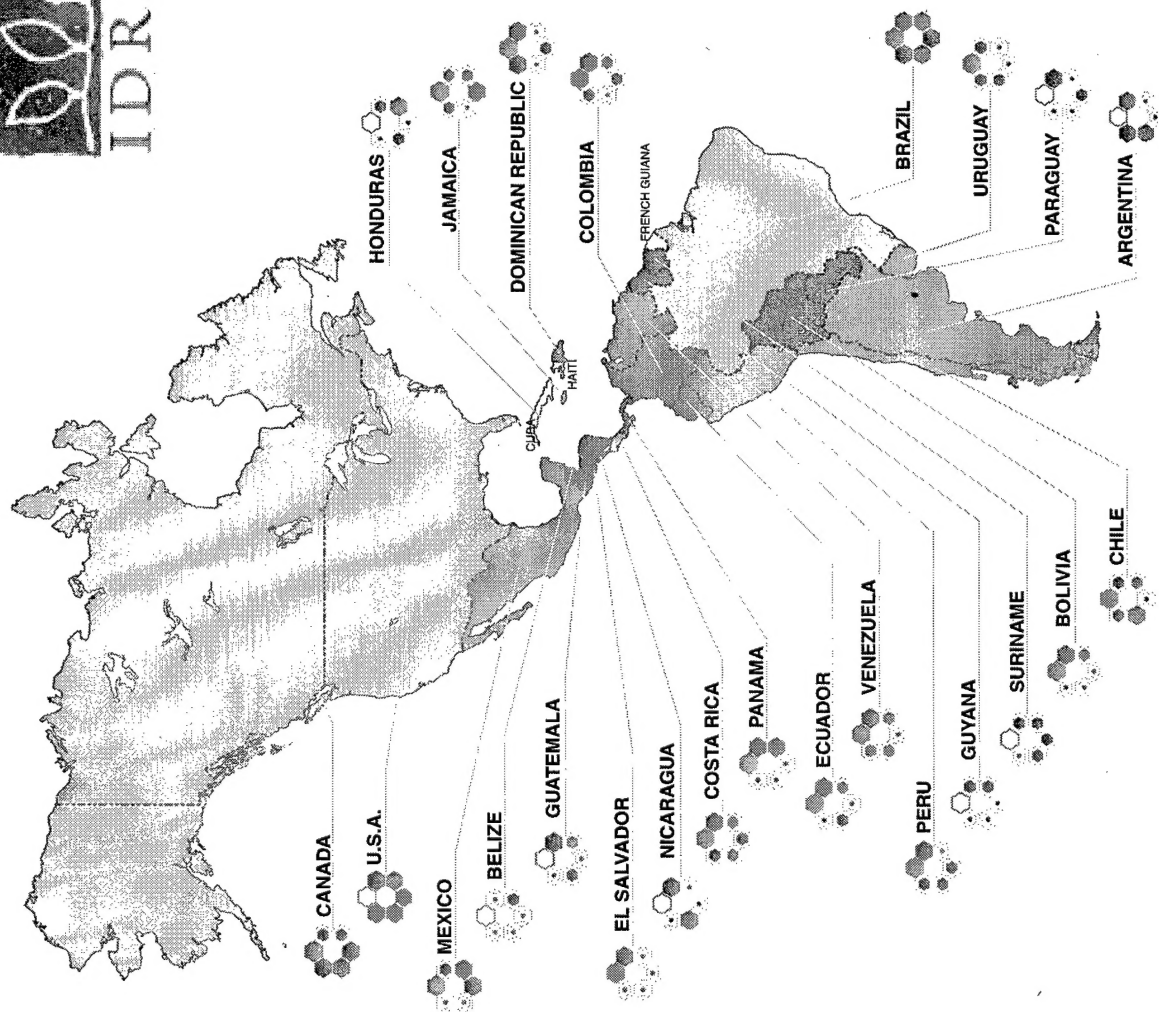 IDR
HONDURAS
JAMAICA
DOMINICAN REPUBLIC
COLOMBIA
FRENCH GUIANA
BRAZIL
URUGUAY
PARAGUAY
ARGENTINA
CUBA
HAITI
CANADA
U.S.A.
MEXICO
BELIZE
GUATEMALA
EL SALVADOR
NICARAGUA
COSTA RICA
PANAMA
ECUADOR
VENEZUELA
PERU
GUYANA
SURINAME
BOLIVIA
CHILE